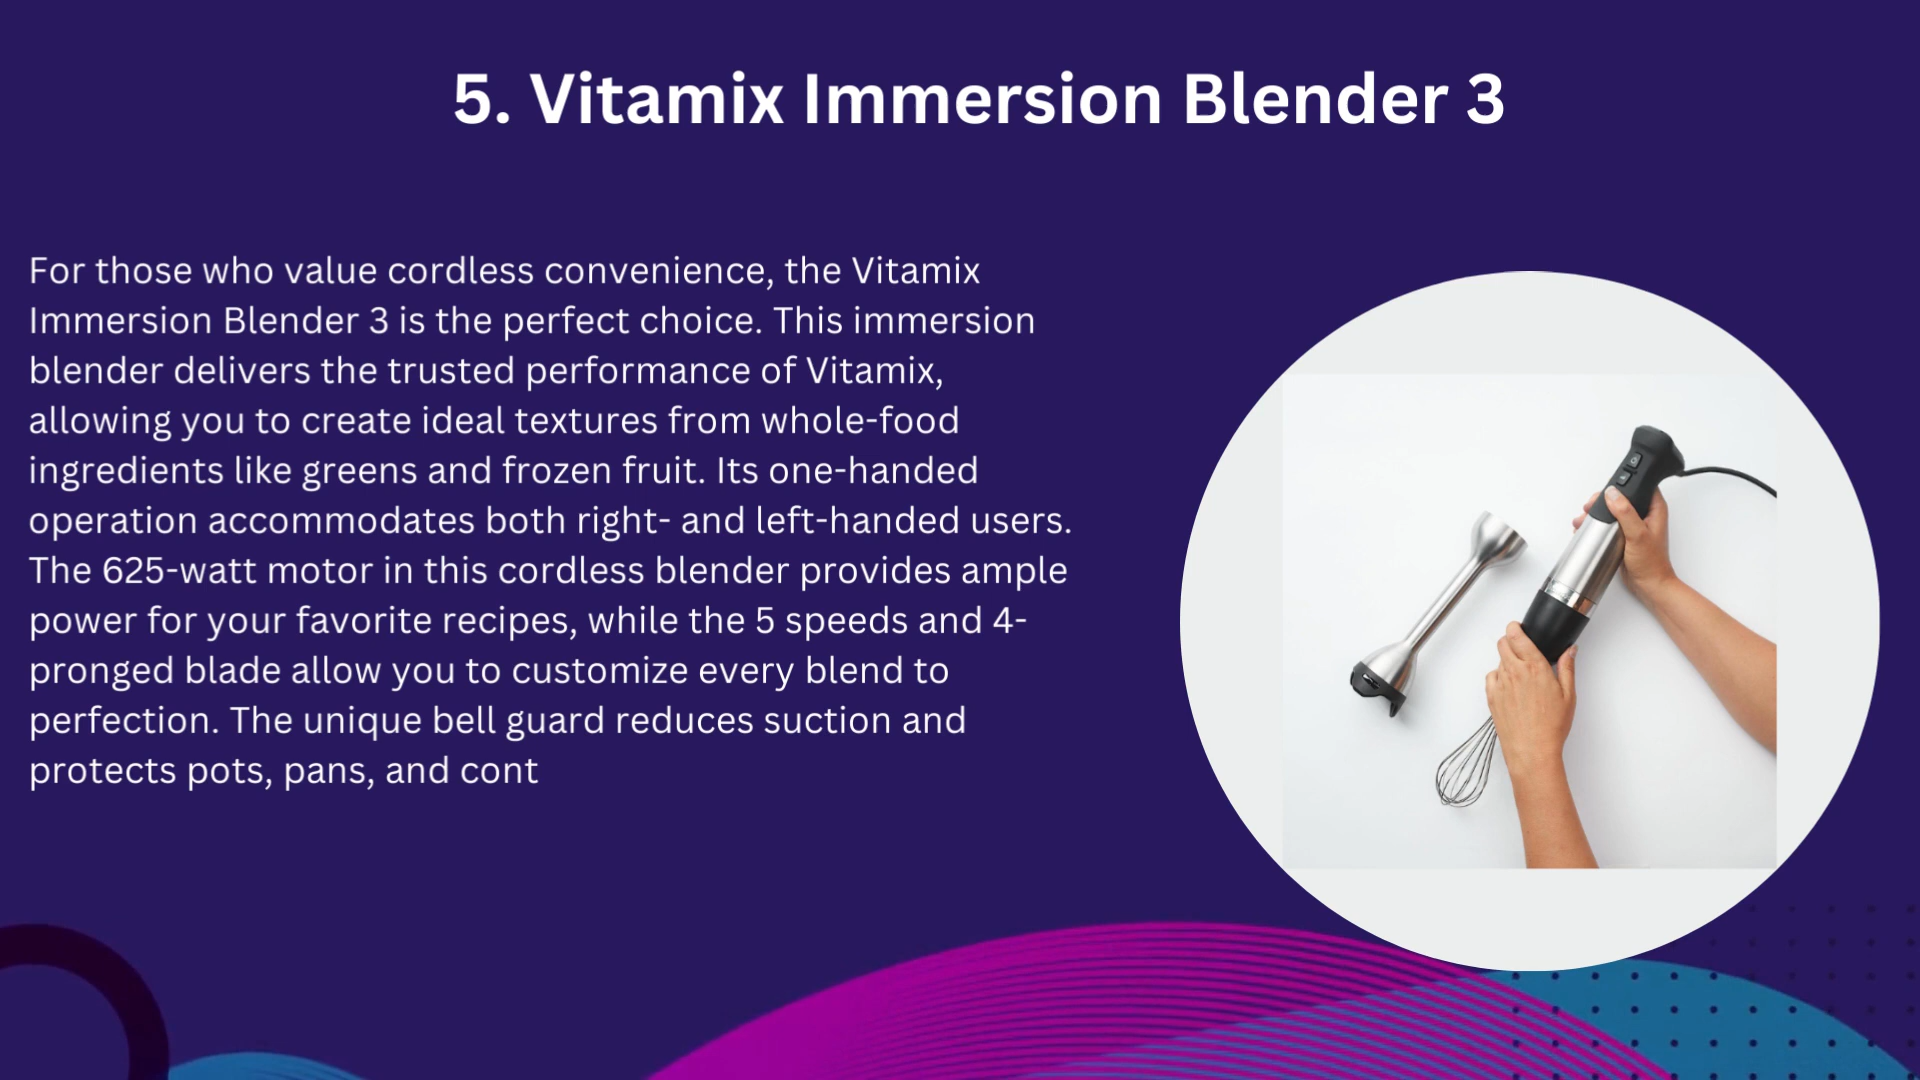 5. Vitamix Immersion Blender 3
For those who value cordless convenience, the Vitamix
Immersion Blender 3 is the perfect choice. This immersion
blender delivers the trusted performance of Vitamix,
allowing you to create ideal textures from whole-food
ingredients like greens and frozen fruit. Its one-handed
operation accommodates both right- and left-handed users.
The 625-watt motor in this cordless blender provides ample
power for your favorite recipes, while the 5 speeds and 4-
pronged blade allow you to customize every blend to
perfection. The unique bell guard reduces suction and
protects pots, pans, and cont